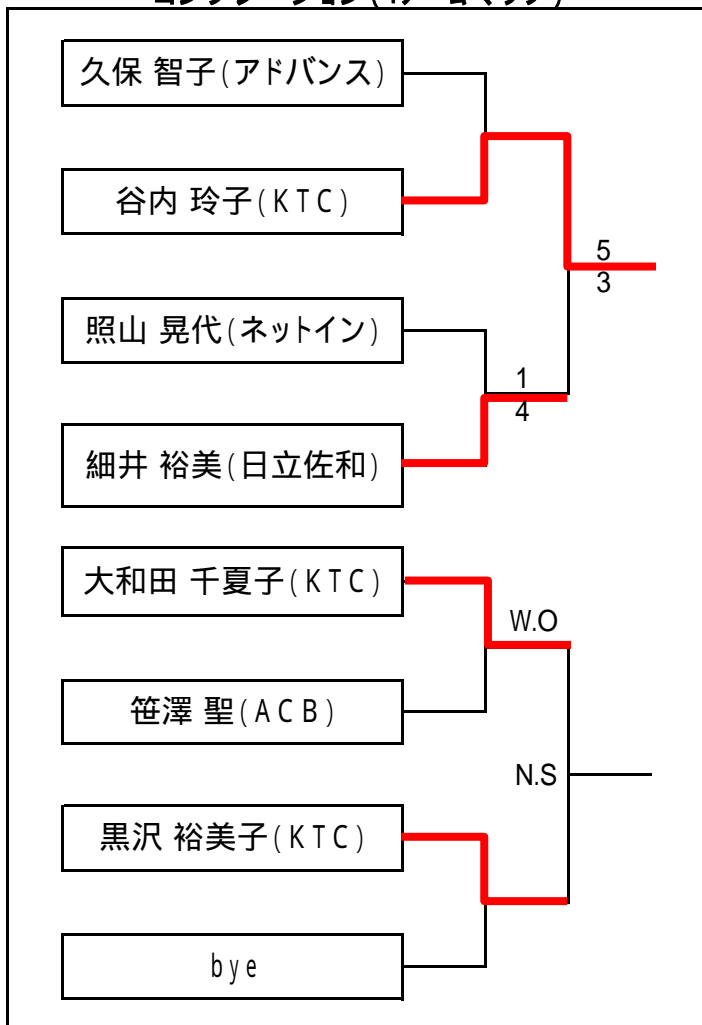 久保 智子(アドバンス)
谷内 玲子(KTC)
5
3
照山 晃代(ネットイン)
1
4
細井 裕美(日立佐和)
大和田 千夏子(KTC)
W.O
笹澤 聖(ACB)
N.S
黒沢 裕美子(KTC)
bye